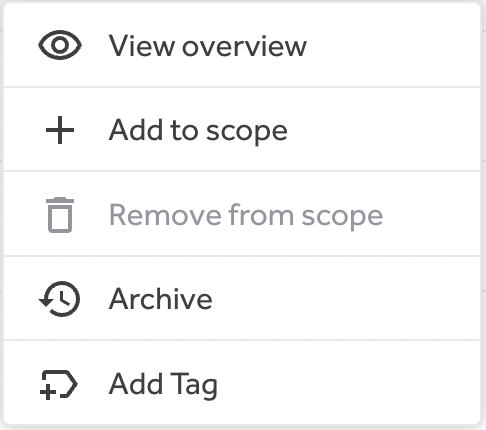 View overview
Add to scope
Remove from scope
Archive
Add Tag